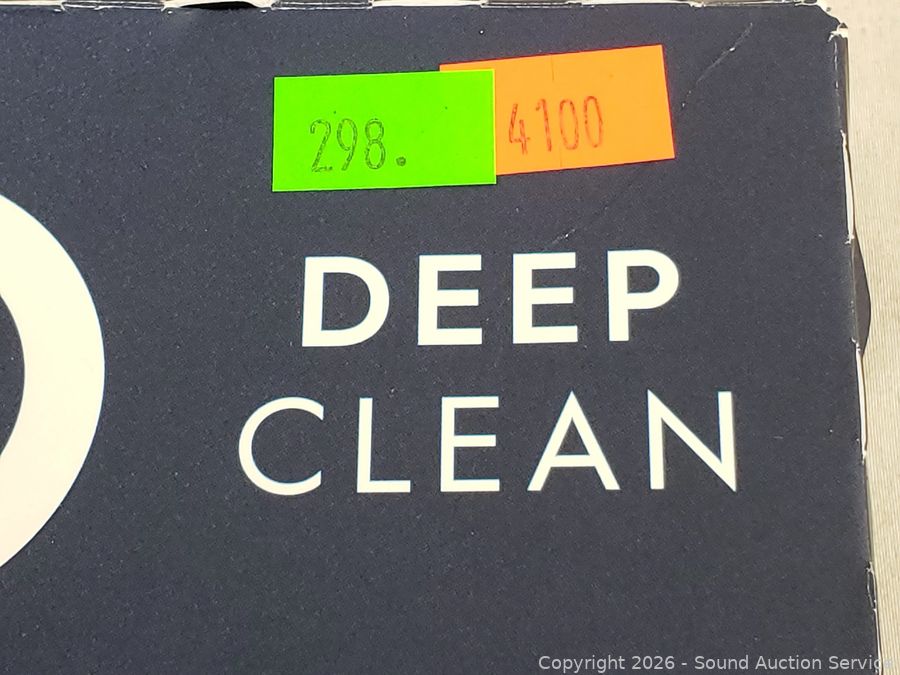 298. 4100
DEEP
CLEAN
Copyright 2026 - Sound Auction Service